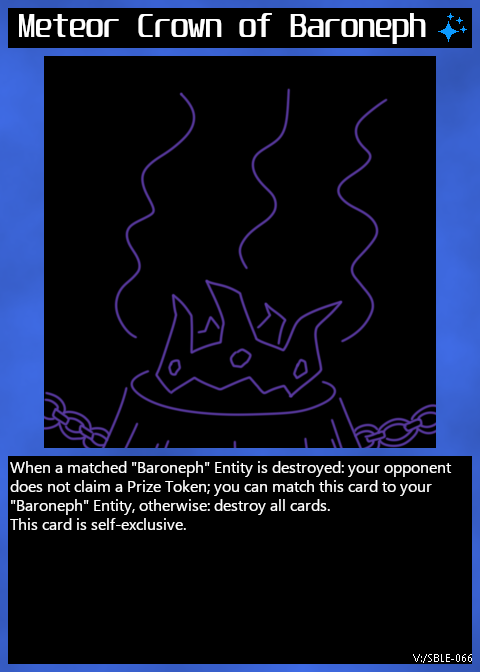 Meteor Crown of Baroneph
When a matched "Baroneph" Entity is destroyed: your opponent
does not claim a Prize Token; you can match this card to your
"Baroneph" Entity, otherwise: destroy all cards.
This card is self-exclusive.
V:/SBLE-066